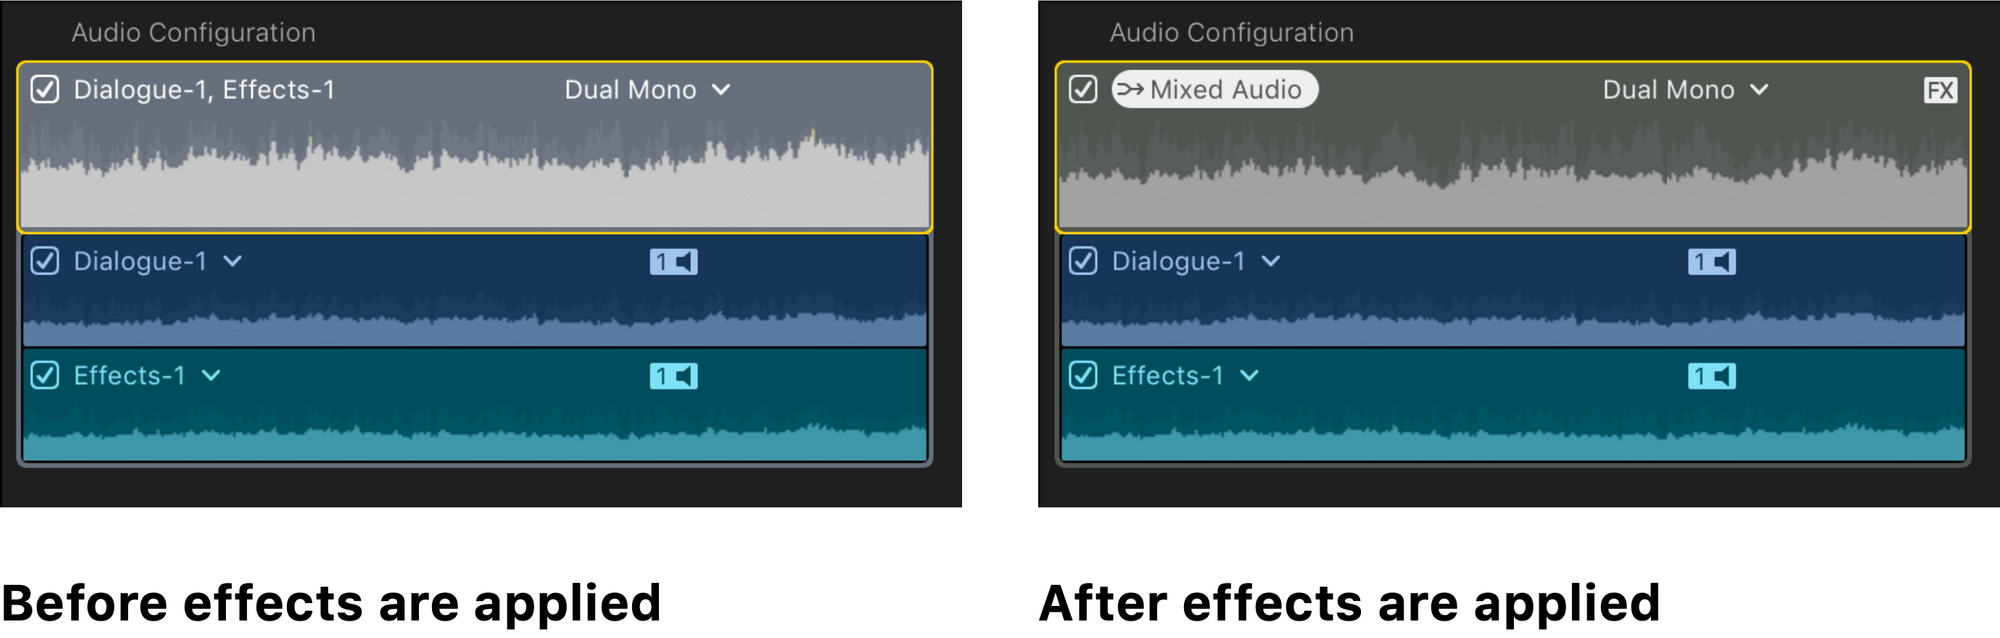 Audio Configuration
Dialogue-1, Effects-1 Dual Mono
Dialogue-1 1
Effects-1 1
Before effects are applied
Audio Configuration
Mixed Audio Dual Mono FX
Dialogue-1 1
Effects-1 1
After effects are applied